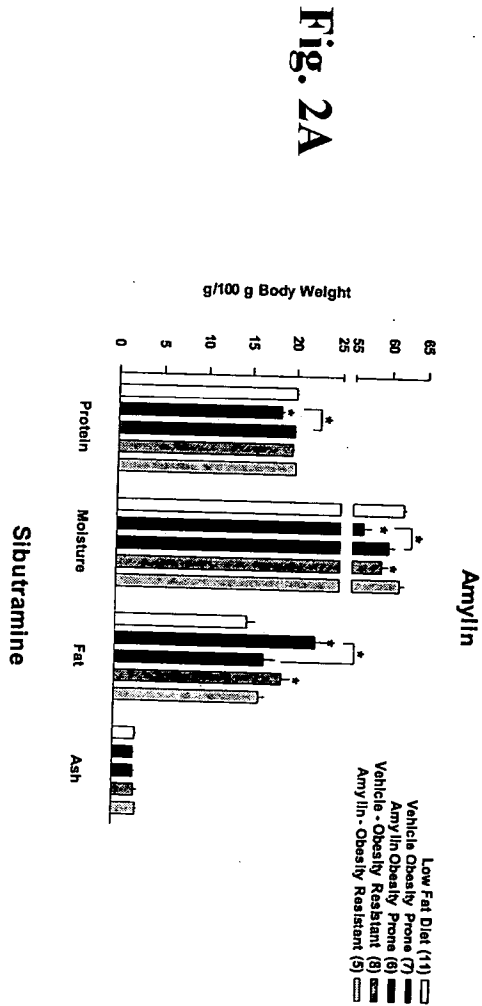 Fig. 2A
Amylin
Low Fat Diet (11)
Vehicle Obesity Prone (7)
Amylin Obesity Prone (6)
Vehicle - Obesity Resistant (8)
Amylin - Obesity Resistant (5)
g/100 g Body Weight
65
60
55
25
20
15
10
5
0
*
*
*
*
*
*
*
*
Protein
Moisture
Fat
Ash
Sibutramine